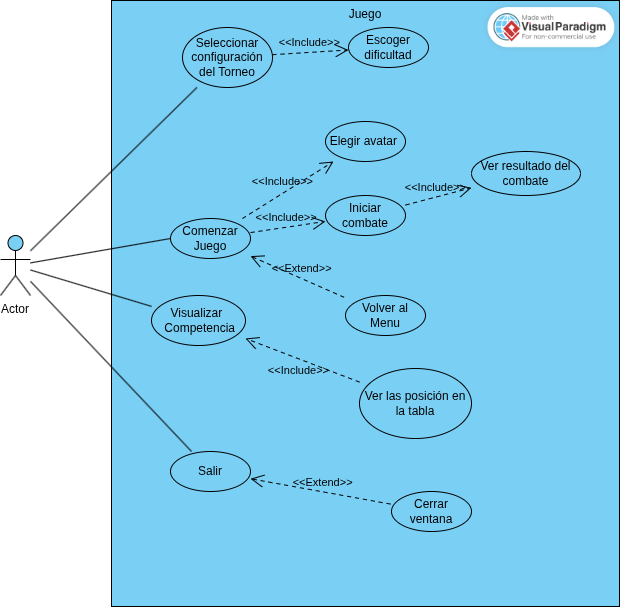 Juego
Made with
Visual Paradigm
For non-commercial use
Seleccionar
configuración
del Torneo
<<Include>>
Escoger
dificultad
Elegir avatar
<<Include>>
Ver resultado del
combate
<<Include>>
Iniciar
combate
<<Include>>
Comenzar
Juego
<<Extend>>
Volver al
Menu
Actor
Visualizar
Competencia
<<Include>>
Ver las posición en
la tabla
Salir
<<Extend>>
Cerrar
ventana